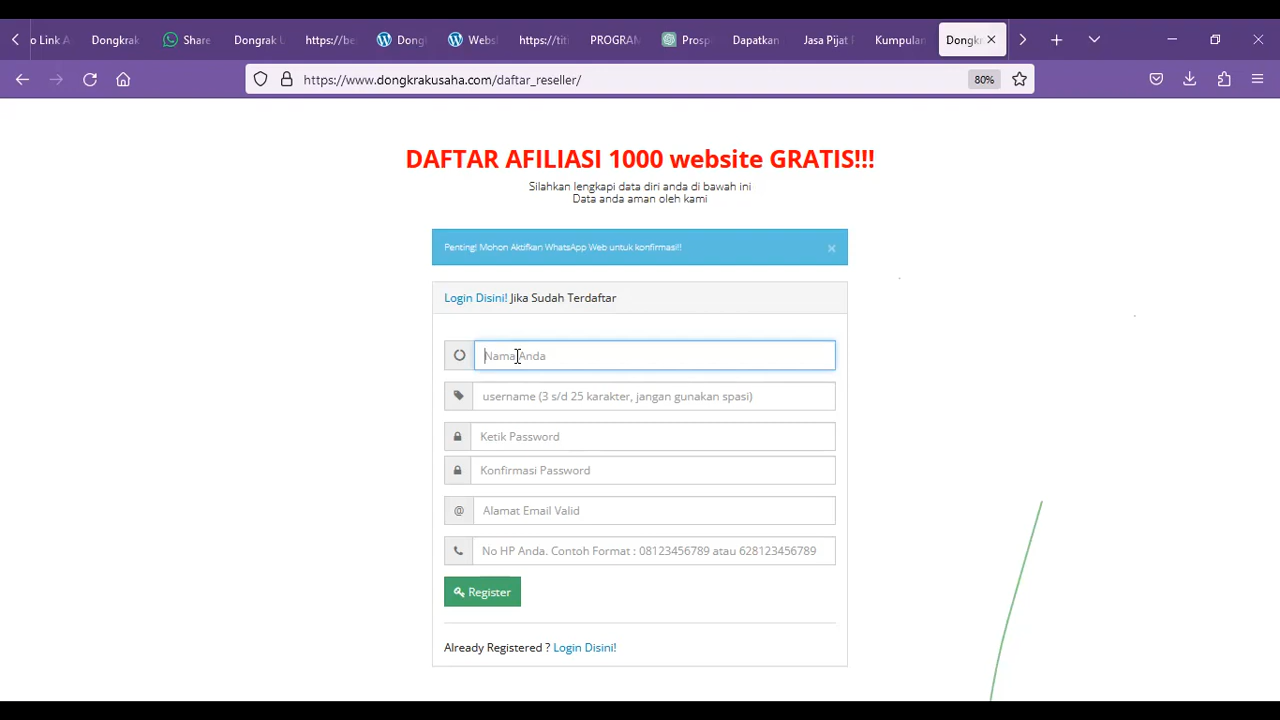 o Link A
Dongkrak
Share
Dongrak
https://be
Dong
Webs
https://tit
PROGRAM
Prosp
Dapatkan
Jasa Pijat
Kumpulan
Dongkr
https://www.dongkrakusaha.com/daftar_reseller/
80%
DAFTAR AFILIASI 1000 website GRATIS!!!
Silahkan lengkapi data diri anda di bawah ini
Data anda aman oleh kami
Penting! Mohon Aktifkan WhatsApp Web untuk konfirmasi!!
×
Login Disini! Jika Sudah Terdaftar
Nama Anda
username (3 s/d 25 karakter, jangan gunakan spasi)
Ketik Password
Konfirmasi Password
@ Alamat Email Valid
No HP Anda. Contoh Format : 08123456789 atau 628123456789
Register
Already Registered ? Login Disini!